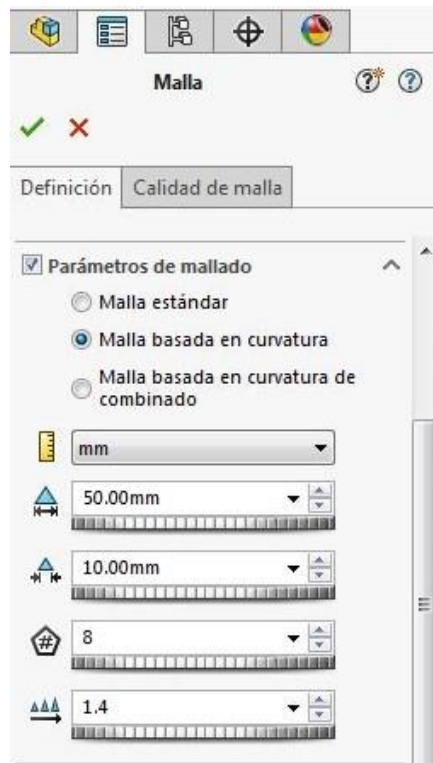 Malla
Definición
Calidad de malla
Parámetros de mallado
Malla estándar
Malla basada en curvatura
Malla basada en curvatura de
combinado
mm
50.00mm
10.00mm
#
8
1.4